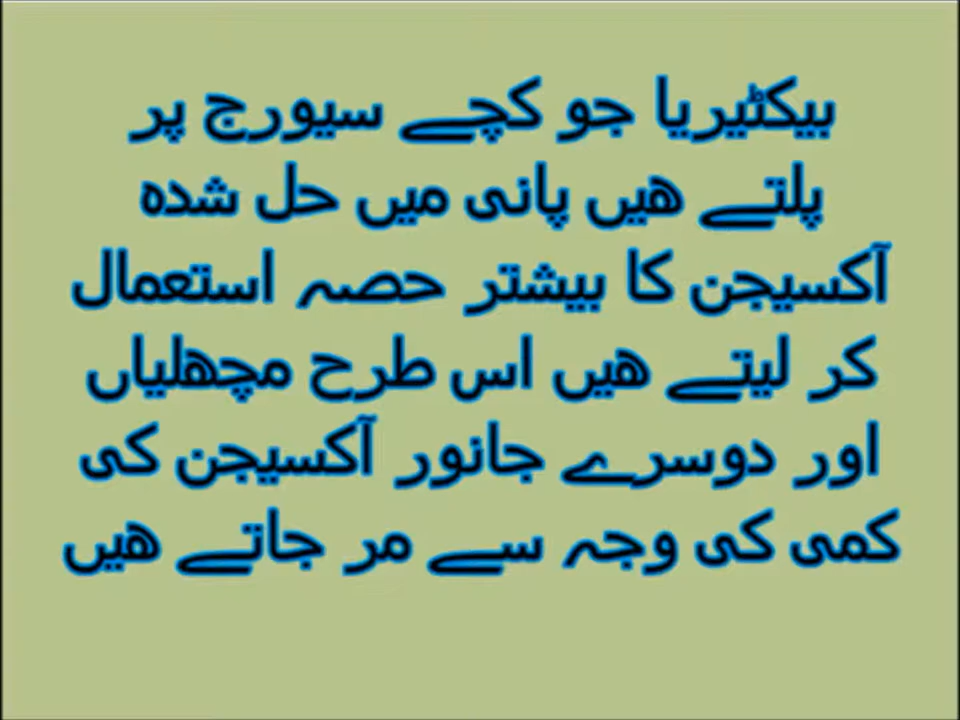 بیکٹیریا جو کچے سیورج پر
پلتے ھیں پانی میں حل شدہ
آکسیجن کا بیشتر حصہ استعمال
کر لیتے ھیں اس طرح مچھلیاں
اور دوسرے جانور آکسیجن کی
کمی کی وجہ سے مر جاتے ھیں